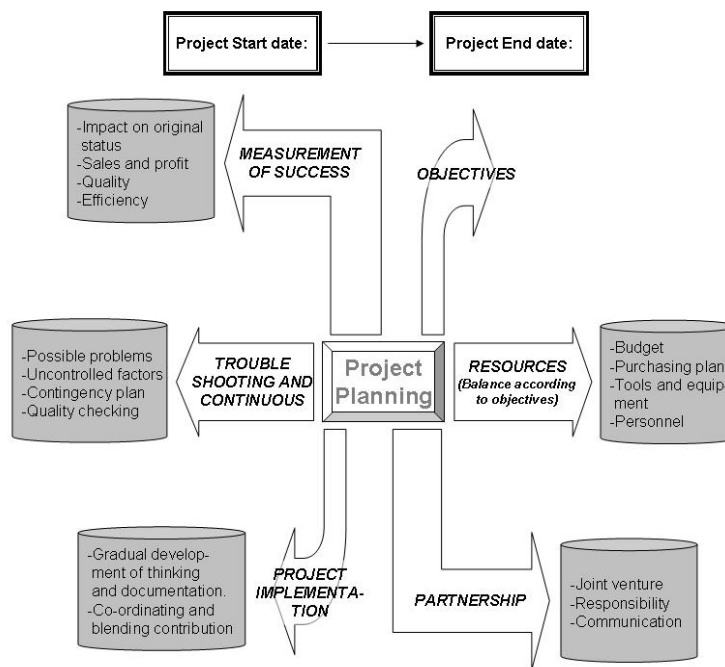 Project Start date:
Project End date:
-Impact on original
status
-Sales and profit
-Quality
-Efficiency
MEASUREMENT
OF SUCCESS
OBJECTIVES
-Possible problems
-Uncontrolled factors
-Contingency plan
-Quality checking
TROUBLE
SHOOTING AND
CONTINUOUS
Project
Planning
RESOURCES
(Balance according
to objectives)
-Budget
-Purchasing plan
-Tools and equip-
ment
-Personnel
-Gradual develop-
ment of thinking
and documentation.
-Co-ordinating and
blending contribution
PROJECT
IMPLEMENTA-
TION
PARTNERSHIP
-Joint venture
-Responsibility
-Communication